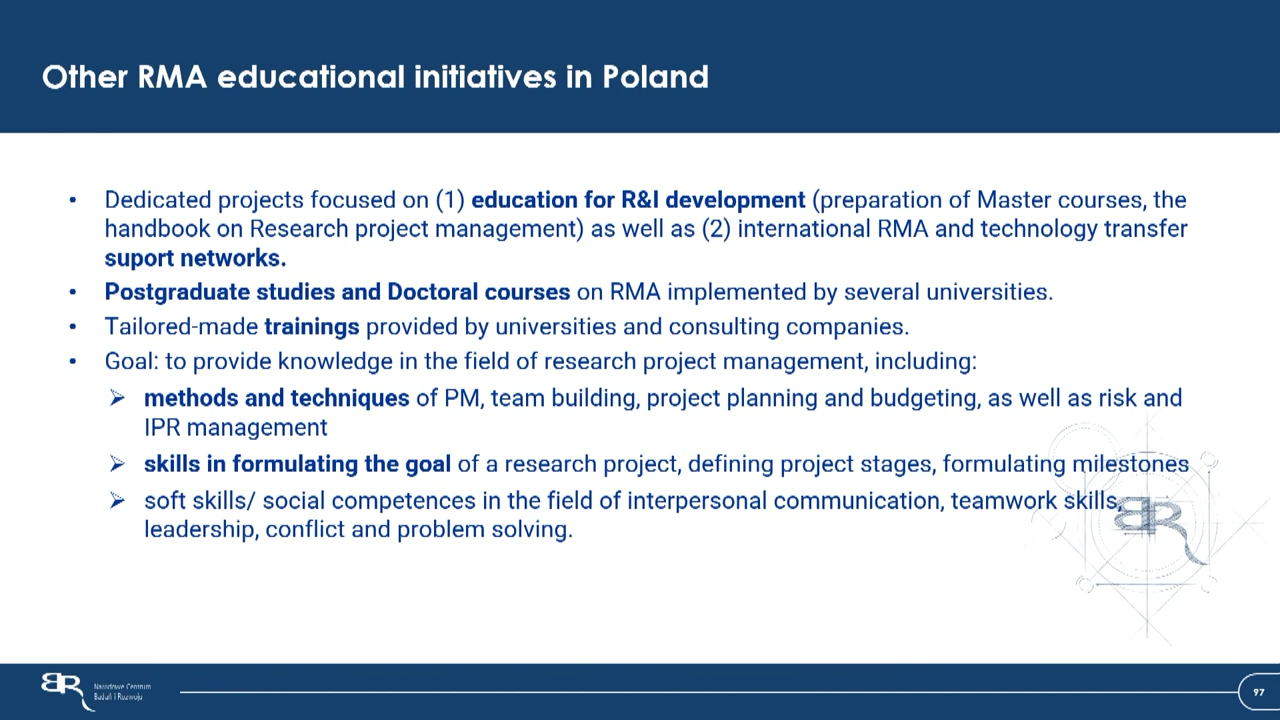 Other RMA educational initiatives in Poland
• Dedicated projects focused on (1) education for R&I development (preparation of Master courses, the
handbook on Research project management) as well as (2) international RMA and technology transfer
suport networks.
• Postgraduate studies and Doctoral courses on RMA implemented by several universities.
• Tailored-made trainings provided by universities and consulting companies.
• Goal: to provide knowledge in the field of research project management, including:
➢ methods and techniques of PM, team building, project planning and budgeting, as well as risk and
IPR management
➢ skills in formulating the goal of a research project, defining project stages, formulating milestones
➢ soft skills/ social competences in the field of interpersonal communication, teamwork skills,
leadership, conflict and problem solving.
BR
BR
Narodowe Centrum
Badań i Rozwoju
97